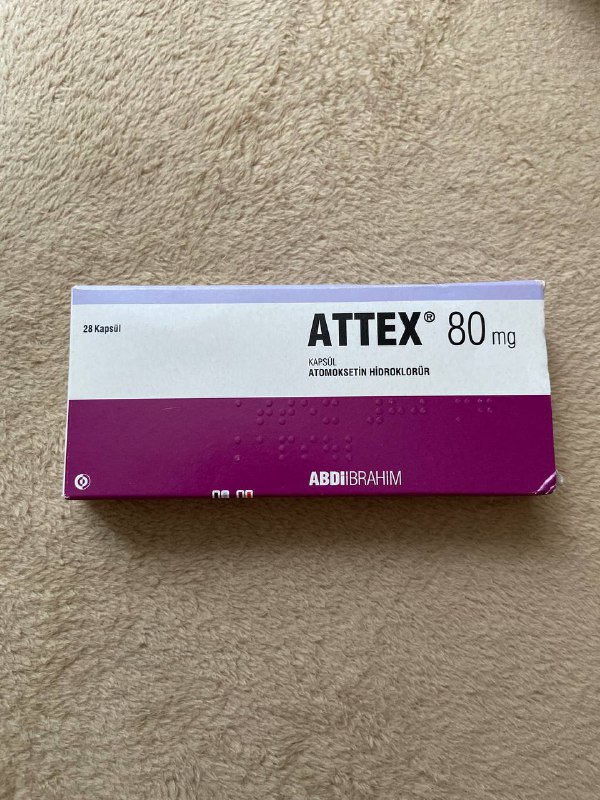 28 Kapsül
ATTEX® 80 mg
KAPSÜL
ATOMOKSETİN HİDROKLORÜR
ABDİ İBRAHİM